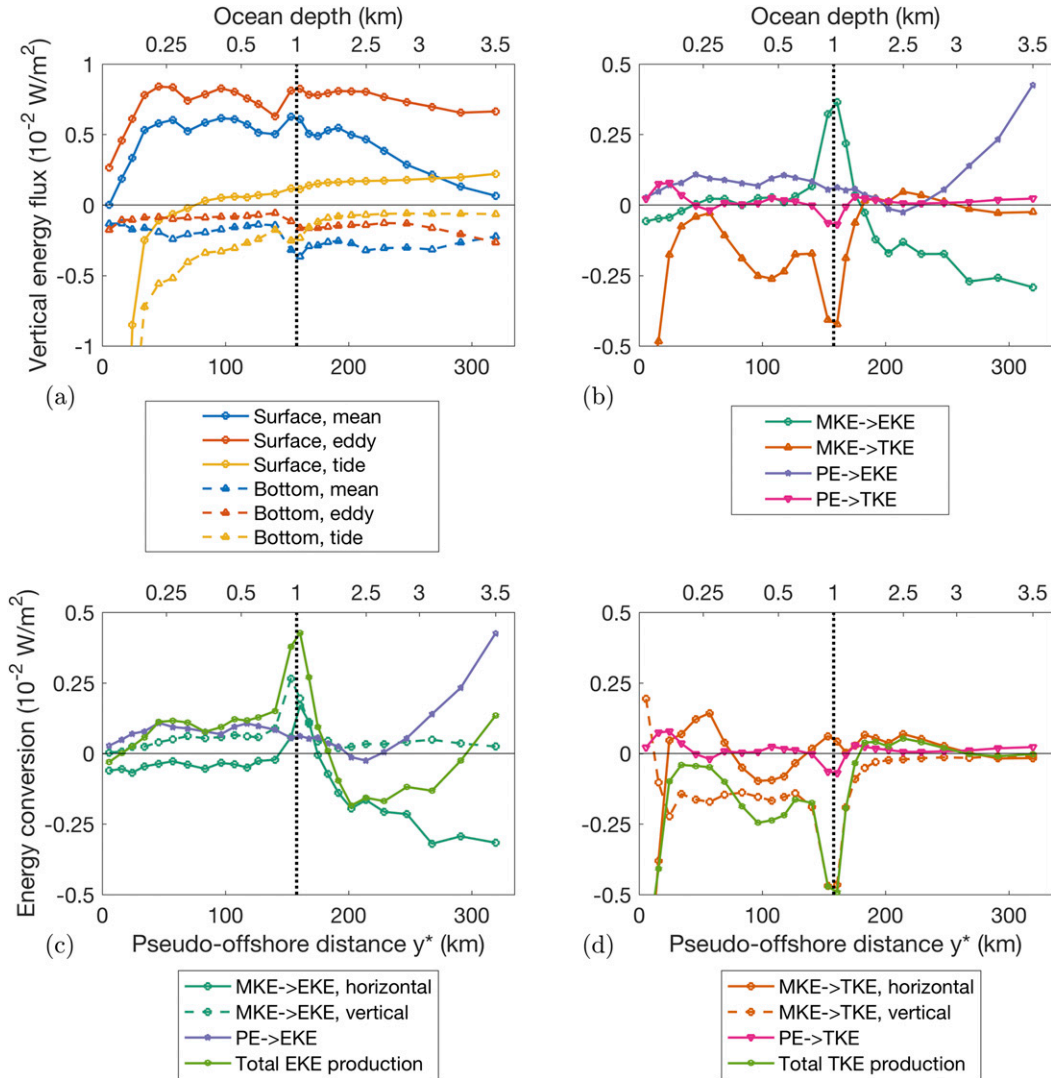 Ocean depth (km)
0.25 0.5 1 2.5 3 3.5
1
0.5
0
-0.5
-1
Vertical energy flux (10-2 W/m2)
0 100 200 300
(a)
Surface, mean
Surface, eddy
Surface, tide
Bottom, mean
Bottom, eddy
Bottom, tide
Ocean depth (km)
0.25 0.5 1 2.5 3 3.5
0.5
0.25
0
-0.25
-0.5
0 100 200 300
(b)
MKE->EKE
MKE->TKE
PE->EKE
PE->TKE
0.25 0.5 1 2.5 3 3.5
0.5
0.25
0
-0.25
-0.5
Energy conversion (10-2 W/m2)
0 100 200 300
(c)
Pseudo-offshore distance y* (km)
MKE->EKE, horizontal
MKE->EKE, vertical
PE->EKE
Total EKE production
0.25 0.5 1 2.5 3 3.5
0.5
0.25
0
-0.25
-0.5
0 100 200 300
(d)
Pseudo-offshore distance y* (km)
MKE->TKE, horizontal
MKE->TKE, vertical
PE->TKE
Total TKE production